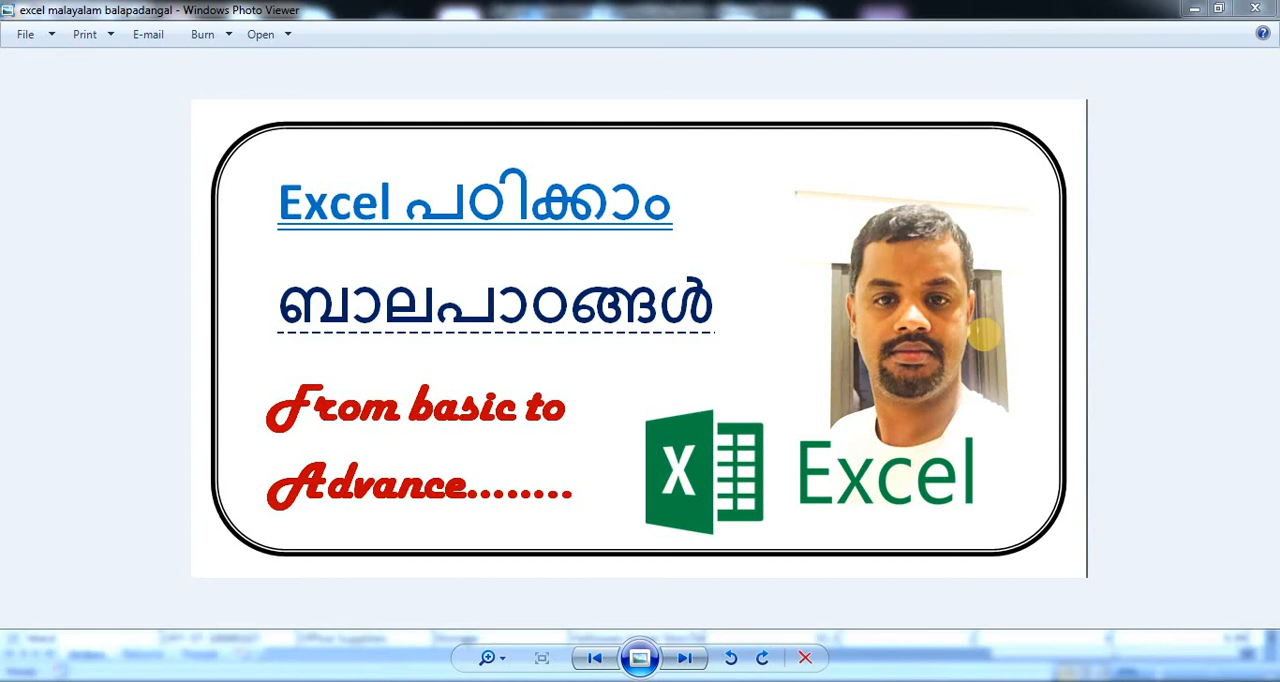 excel malayalam balapadangal - Windows Photo Viewer
File Print E-mail Burn Open
Excel പഠിക്കാം
ബാലപാഠങ്ങൾ
From basic to
Advance........
X Excel